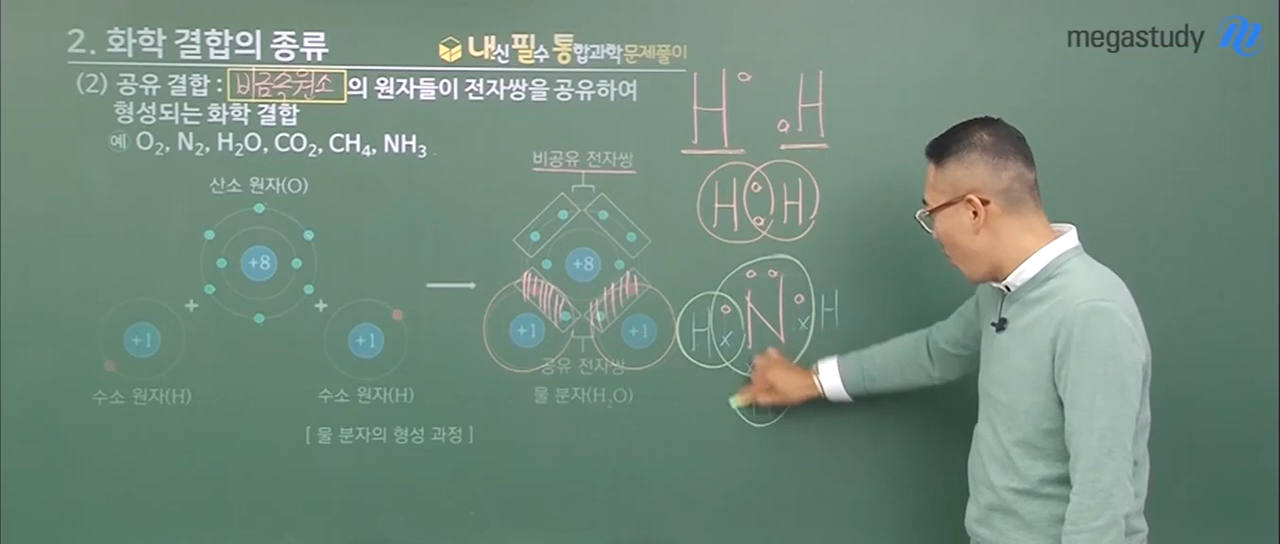 2. 화학 결합의 종류
내신 필수 통합과학 문제풀이
megastudy
(2) 공유 결합 : 비금속원소 의 원자들이 전자쌍을 공유하여
형성되는 화학 결합
예 O₂, N₂, H₂O, CO₂, CH₄, NH₃
H H
H H
산소 원자(O)
+8
+ +
+1 +1
수소 원자(H) 수소 원자(H)
비공유 전자쌍
+8
+1 +1
공유 전자쌍
물 분자(H₂O)
[ 물 분자의 형성 과정 ]
H x N x H
x
H